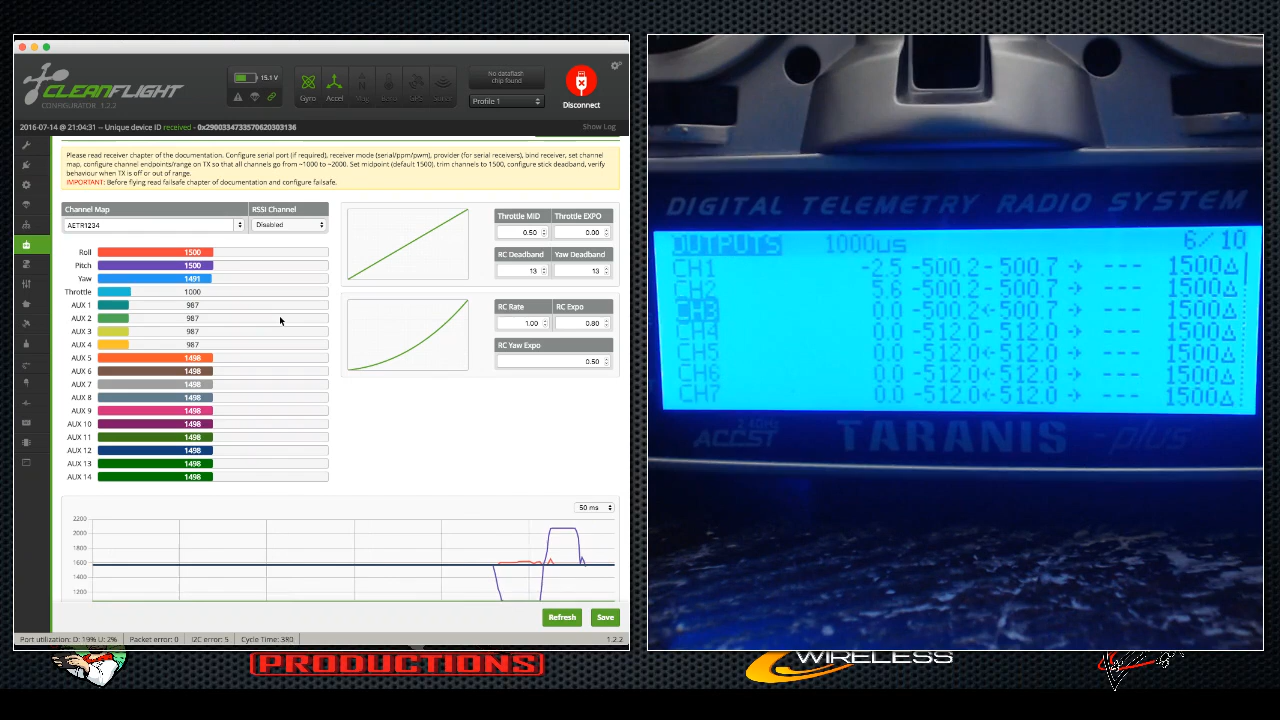 CLEANFLIGHT
CONFIGURATOR 1.2.2
15.1 V
Gyro
Accel
No dataflash
chip found
Profile 1
Disconnect
2016-07-14 @ 21:04:31 -- Unique device ID received - 0x2900334733570620303136
Show Log
Please read receiver chapter of the documentation. Configure serial port (if required), receiver mode (serial/ppm/pwm), provider (for serial receivers), bind receiver, set channel
map, configure channel endpoints/range on TX so that all channels go from ~1000 to ~2000. Set midpoint (default 1500), trim channels to 1500, configure stick deadband, verify
behaviour when TX is off or out of range.
IMPORTANT: Before flying read failsafe chapter of documentation and configure failsafe.
Channel Map
RSSI Channel
AETR1234
Disabled
Roll 1500
Pitch 1500
Yaw 1491
Throttle 1000
AUX 1 987
AUX 2 987
AUX 3 987
AUX 4 987
AUX 5 1498
AUX 6 1498
AUX 7 1498
AUX 8 1498
AUX 9 1498
AUX 10 1498
AUX 11 1498
AUX 12 1498
AUX 13 1498
AUX 14 1498
Throttle MID Throttle EXPO
0.50 0.00
RC Deadband Yaw Deadband
13 13
RC Rate RC Expo
1.00 0.80
RC Yaw Expo
0.50
50 ms
2200
2000
1800
1600
1400
1200
Refresh
Save
Port utilization: D: 19% U: 2% Packet error: 0 I2C error: 5 Cycle Time: 380
1.2.2
DIGITAL TELEMETRY RADIO SYSTEM
OUTPUTS 1000us 6/10
CH1 -2.5 -500.2- 500.7 → --- 1500Δ
CH2 5.6 -500.2- 500.7 → --- 1500Δ
CH3 0.0 -500.2< 500.7 → --- 1500Δ
CH4 0.0 -512.0← 512.0 → --- 1500Δ
CH5 0.0 -512.0← 512.0 → --- 1500Δ
CH6 0.0 -512.0← 512.0 → --- 1500Δ
CH7 0.0 -512.0← 512.0 → --- 1500Δ
ACCST
TARANIS -plus
PRODUCTIONS
WIRELESS